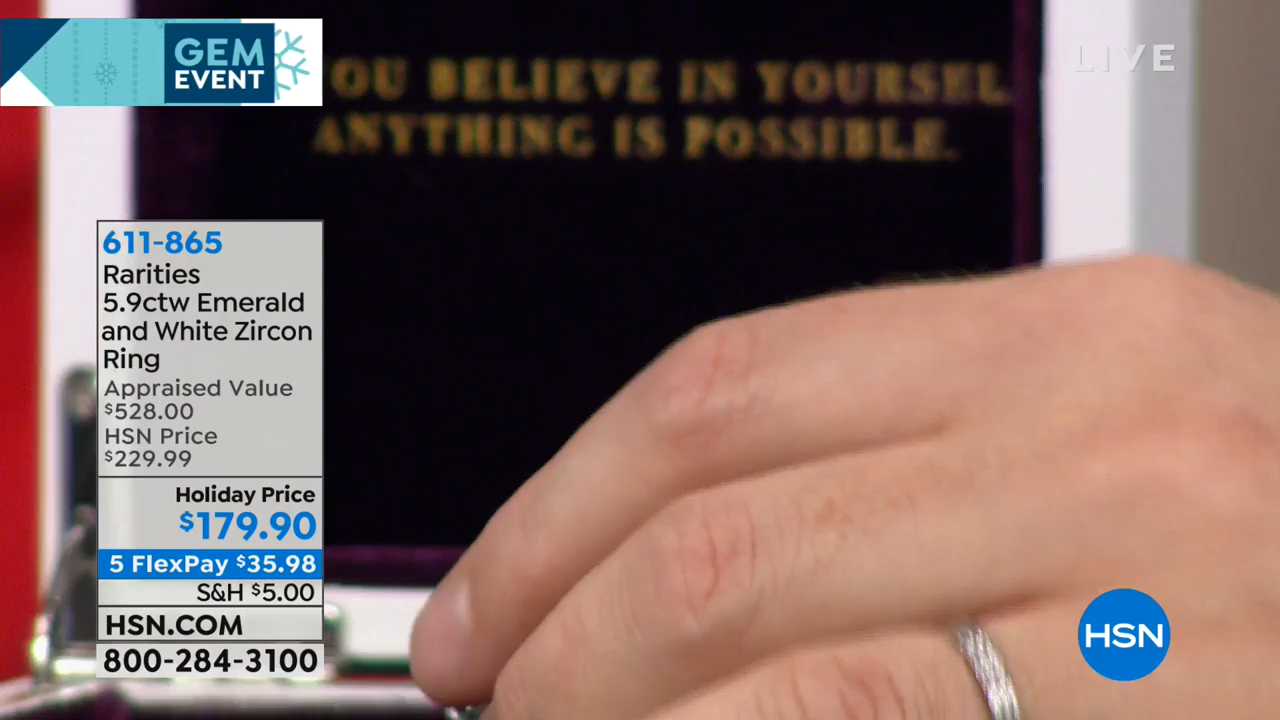 GEM
EVENT
LIVE
OU BELIEVE IN YOURSEL
ANYTHING IS POSSIBLE.
611-865
Rarities
5.9ctw Emerald
and White Zircon
Ring
Appraised Value
$528.00
HSN Price
$229.99
Holiday Price
$179.90
5 FlexPay $35.98
S&H $5.00
HSN.COM
800-284-3100
HSN